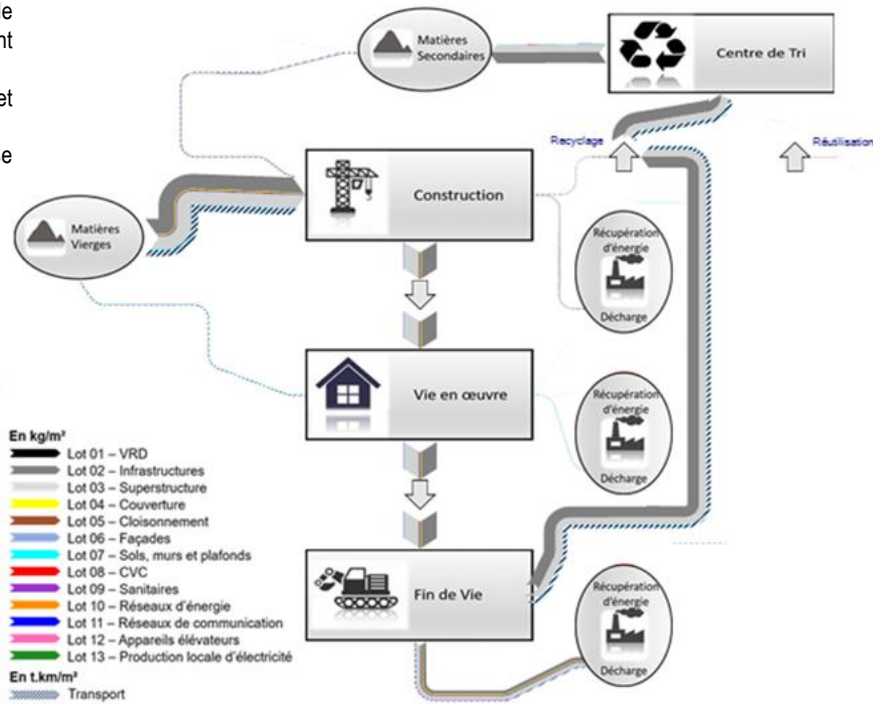 le
nt
et
se
Matières
Secondaires
Centre de Tri
Recyclage
Réutilisation
Construction
Matières
Vierges
Récupération
d'énergie
Décharge
Vie en œuvre
Récupération
d'énergie
Décharge
En kg/m²
Lot 01 – VRD
Lot 02 – Infrastructures
Lot 03 – Superstructure
Lot 04 – Couverture
Lot 05 – Cloisonnement
Lot 06 – Façades
Lot 07 – Sols, murs et plafonds
Lot 08 – CVC
Lot 09 – Sanitaires
Lot 10 – Réseaux d'énergie
Lot 11 – Réseaux de communication
Lot 12 – Appareils élévateurs
Lot 13 – Production locale d'électricité
En t.km/m²
Transport
Fin de Vie
Récupération
d'énergie
Décharge